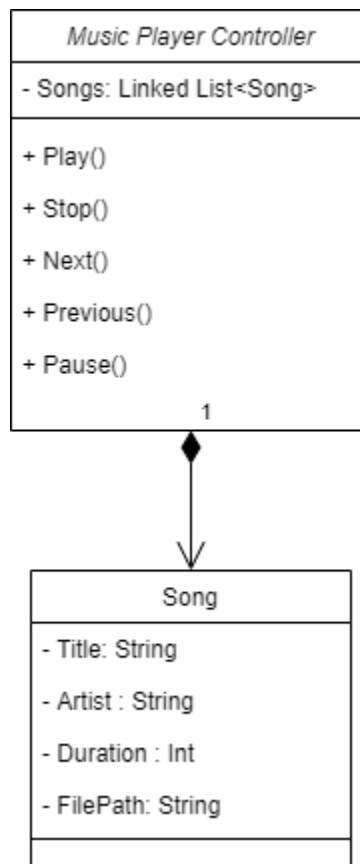 Music Player Controller
- Songs: Linked List<Song>
+ Play()
+ Stop()
+ Next()
+ Previous()
+ Pause()
1
Song
- Title: String
- Artist : String
- Duration : Int
- FilePath: String